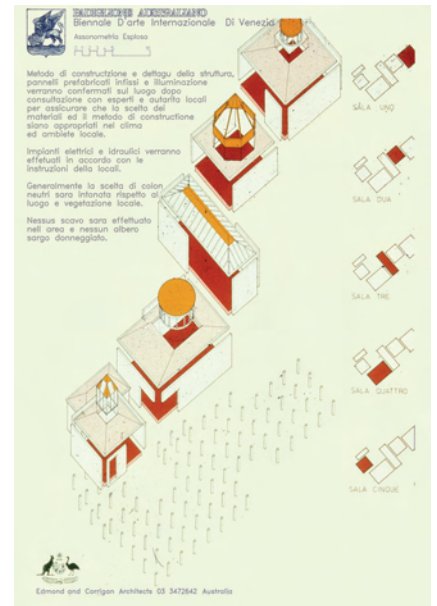 PADIGLIONE AUSTRALIANO
Biennale D'arte Internazionale Di Venezia
Assonometria Esplosa
Metodo di constructzione e dettagu della struttura,
pannelli prefabricati infissi e illuminazione
verranno confermati sul luogo dopo
consultazione con esperti e autarita locali
per assicurare che la scelta dei
materiali ed il metodo di constructione
siano appropriati nel clima
ed ambiete locale.
Impianti elettrici e idraulici verranno
effetuati in accordo con le
instruzioni della locali.
Generalmente la scelta di colori
neutri sara intonata rispetto al
luogo e vegetazione locale.
Nessus scavo sara effettuato
nell area e nessun albero
sargo donneggiato.
SALA UNO
SALA DUA
SALA TRE
SALA QUATTRO
SALA CINQUE
Edmond and Corrigan Architects 03 3472642 Australia